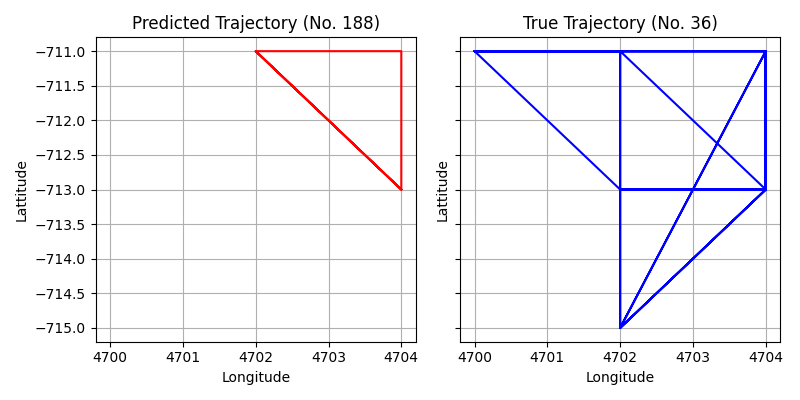 Predicted Trajectory (No. 188)
True Trajectory (No. 36)
−711.0
−711.5
−712.0
−712.5
−713.0
−713.5
−714.0
−714.5
−715.0
Lattitude
Lattitude
4700 4701 4702 4703 4704
4700 4701 4702 4703 4704
Longitude
Longitude